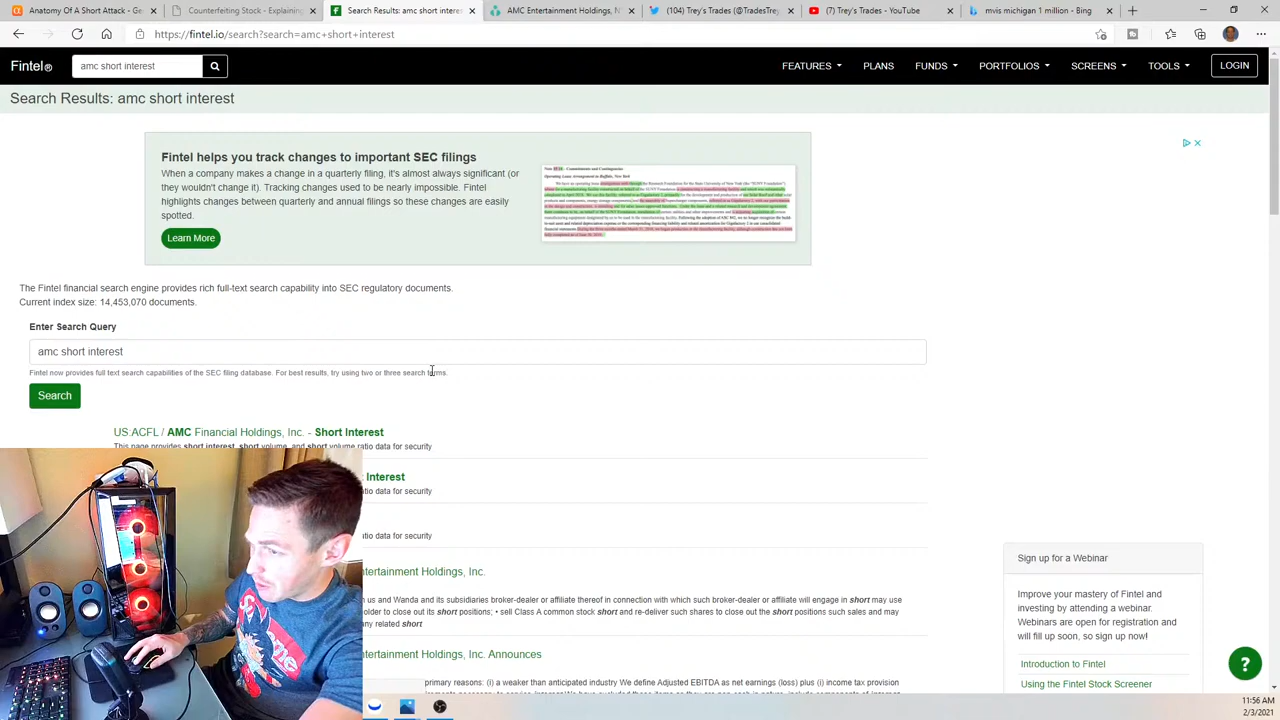 Anatomy Of A Short Attack - Ge
Counterfeiting Stock - Explaining
Search Results: amc short interest
AMC Entertainment Holdings, N
(104) Trey's Trades (@TradesTrey
(7) Trey's Trades - YouTube
mvis michigan 1 million - Bing
https://fintel.io/search?search=amc+short+interest
Fintel
amc short interest
FEATURES
PLANS
FUNDS
PORTFOLIOS
SCREENS
TOOLS
LOGIN
Search Results: amc short interest
Fintel helps you track changes to important SEC filings
When a company makes a change in a quarterly filing, it's almost always significant (or
they wouldn't change it). Tracking changes used to be nearly impossible. Fintel
highlights changes between quarterly and annual filings so these changes are easily
spotted.
Learn More
The Fintel financial search engine provides rich full-text search capability into SEC regulatory documents.
Current index size: 14,453,070 documents.
Enter Search Query
amc short interest
Fintel now provides full text search capabilities of the SEC filing database. For best results, try using two or three search terms.
Search
US:ACFL / AMC Financial Holdings, Inc. - Short Interest
This page provides short interest, short volume, and short volume ratio data for security
Interest
atio data for security
atio data for security
tertainment Holdings, Inc.
n us and Wanda and its subsidiaries broker-dealer or affiliate thereof in connection with which such broker-dealer or affiliate will engage in short may use
older to close out its short positions; • sell Class A common stock short and re-deliver such shares to close out the short positions such sales and may
ny related short
tertainment Holdings, Inc. Announces
primary reasons: (i) a weaker than anticipated industry We define Adjusted EBITDA as net earnings (loss) plus (i) income tax provision
Sign up for a Webinar
Improve your mastery of Fintel and
investing by attending a webinar.
Webinars are open for registration and
will fill up soon, so sign up now!
Introduction to Fintel
Using the Fintel Stock Screener
?
11:56 AM
2/3/2021